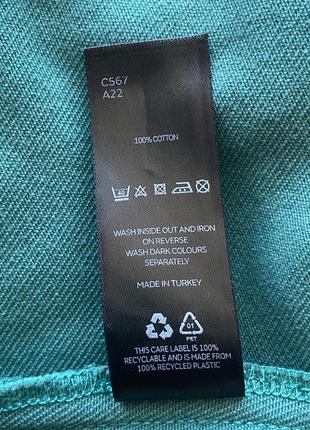 C567
A22
100% COTTON
40
WASH INSIDE OUT AND IRON
ON REVERSE
WASH DARK COLOURS
SEPARATELY
MADE IN TURKEY
01
PET
THIS CARE LABEL IS 100%
RECYCLABLE AND MADE FROM
100% RECYCLED PLASTIC